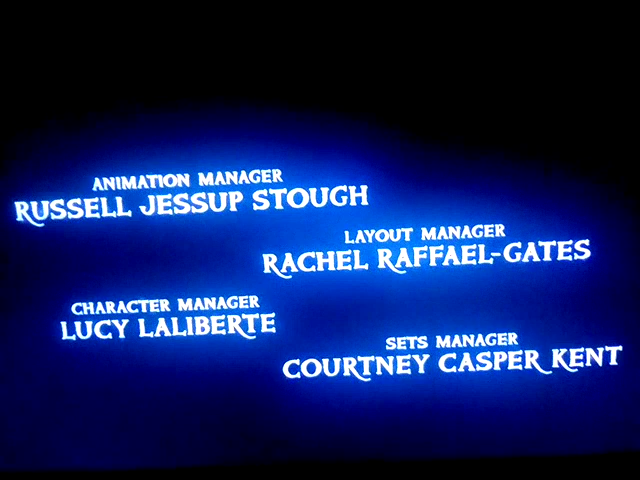 ANIMATION MANAGER
RUSSELL JESSUP STOUGH
LAYOUT MANAGER
RACHEL RAFFAEL-GATES
CHARACTER MANAGER
LUCY LALIBERTE
SETS MANAGER
COURTNEY CASPER KENT